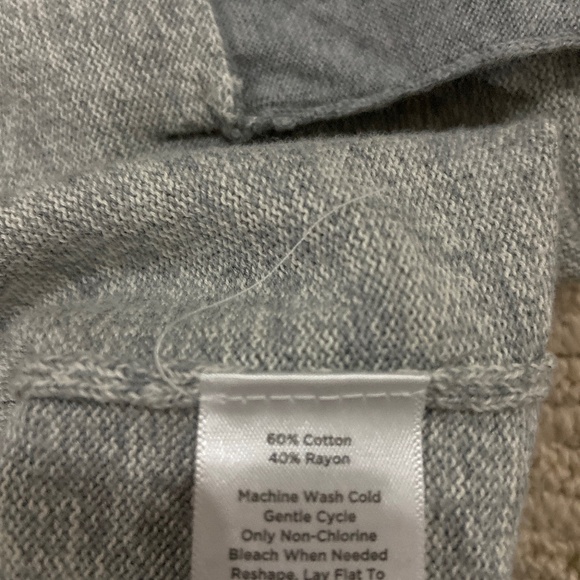 60% Cotton
40% Rayon
Machine Wash Cold
Gentle Cycle
Only Non-Chlorine
Bleach When Needed
Reshape, Lay Flat To